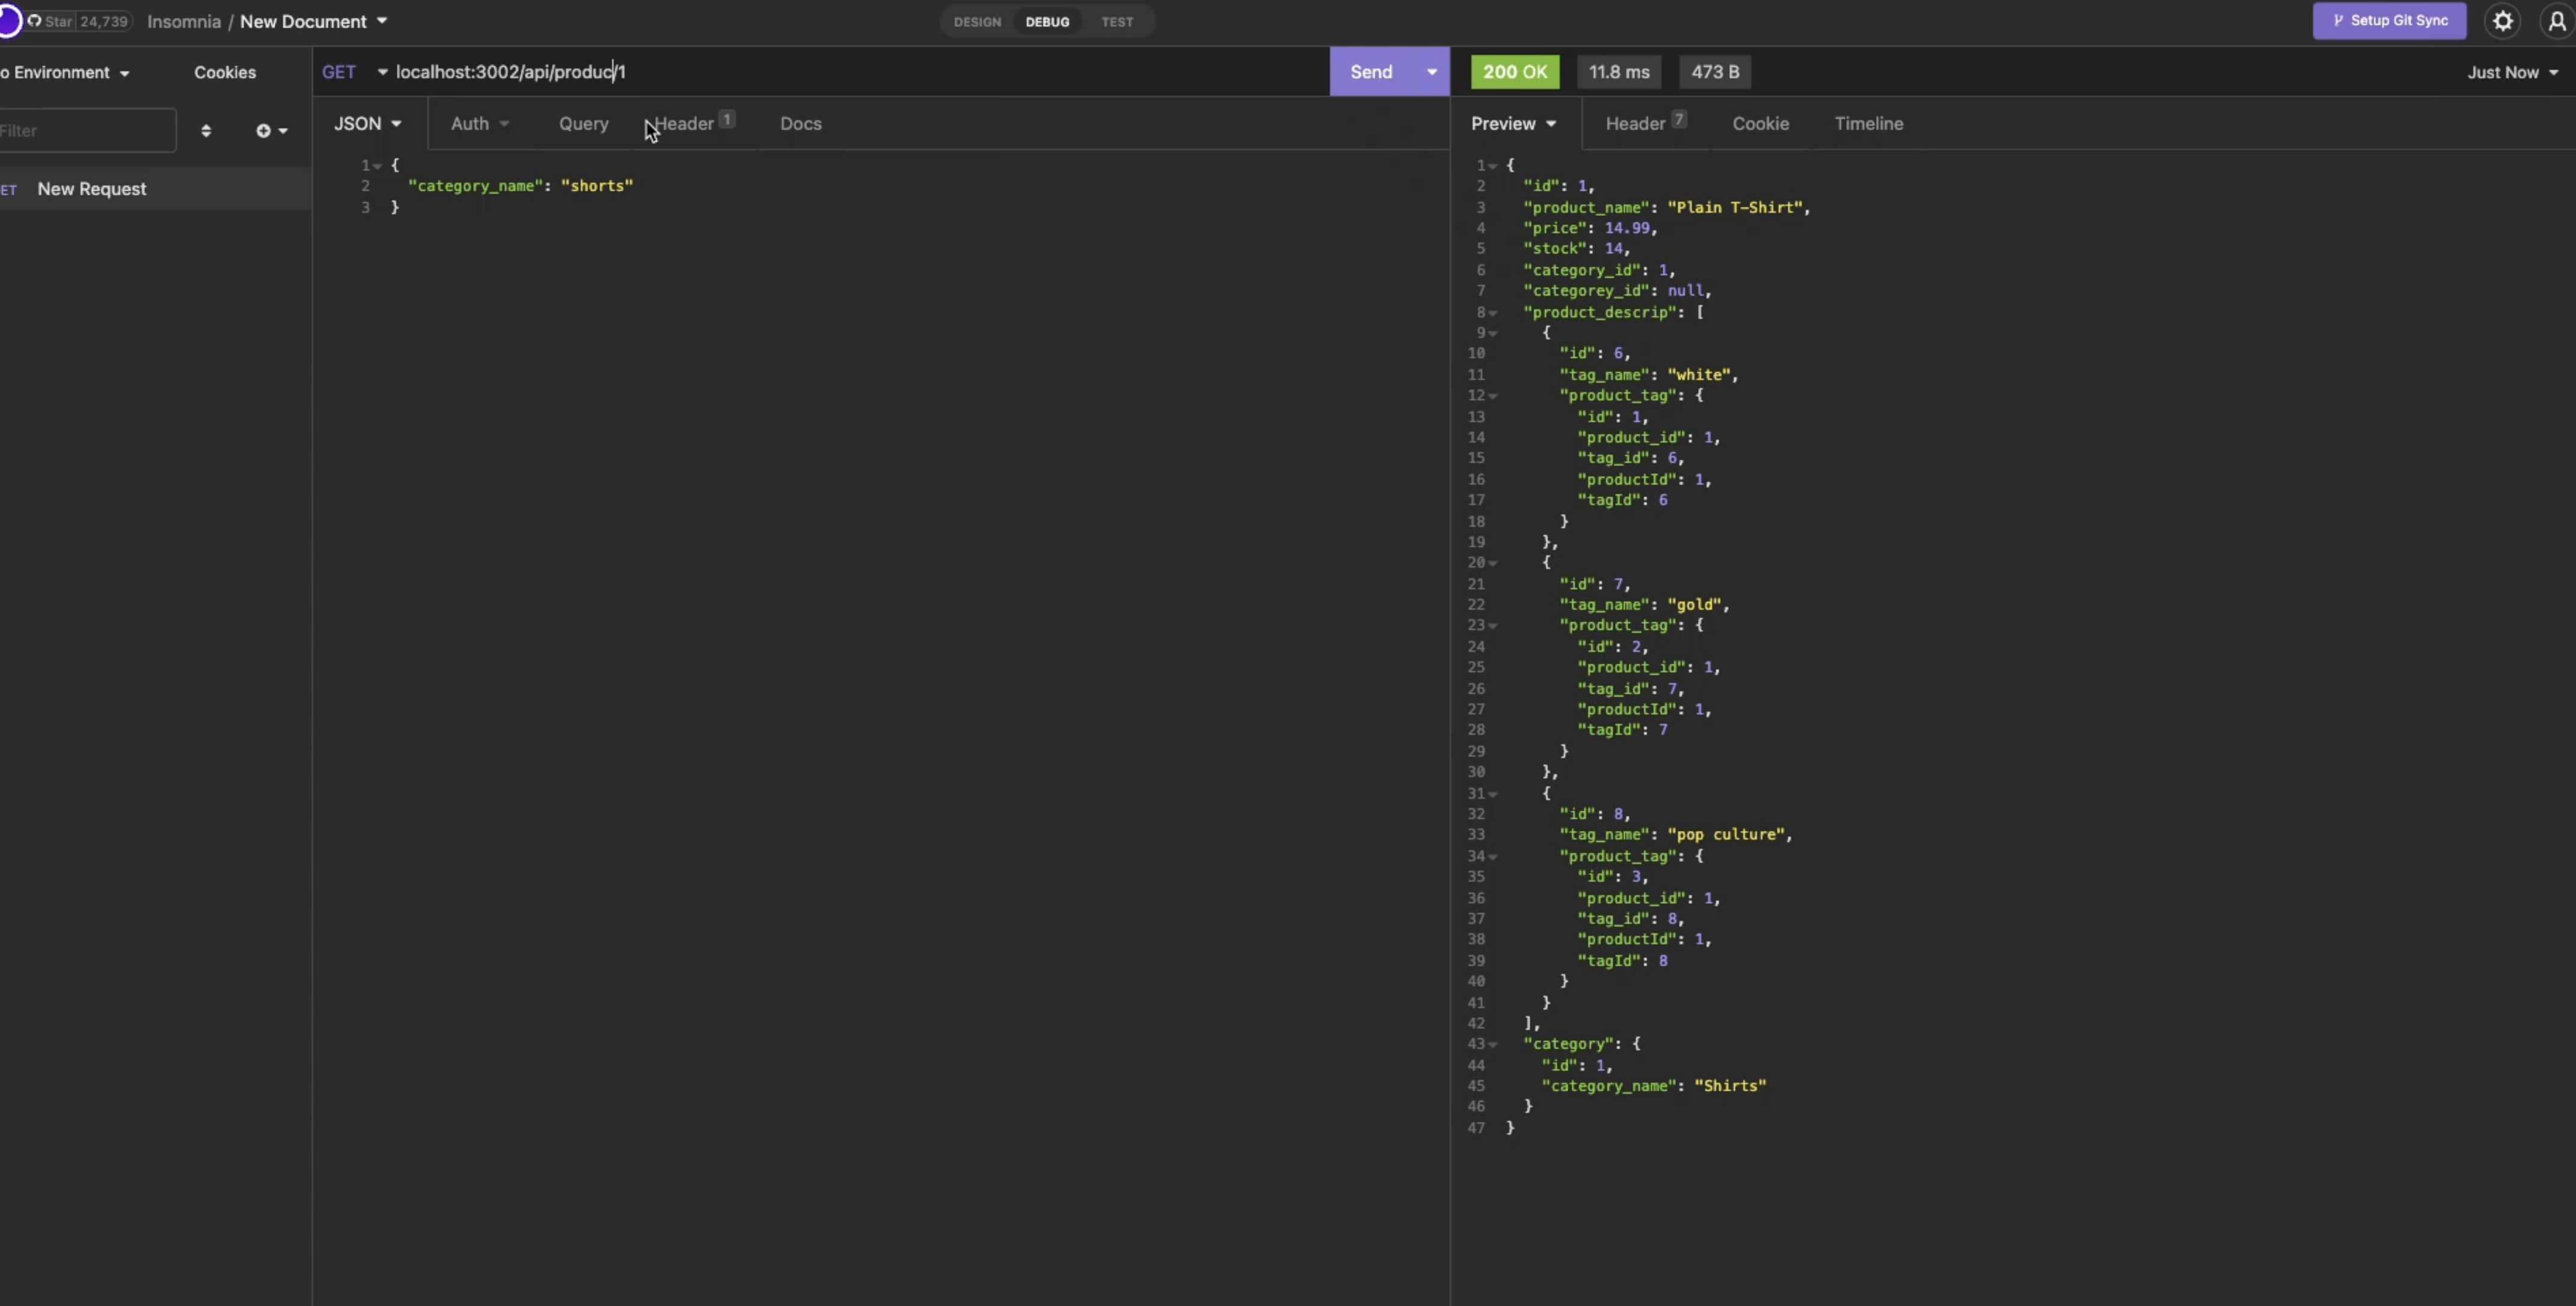 Star 24,739 Insomnia / New Document
DESIGN DEBUG TEST
Setup Git Sync
o Environment Cookies
GET localhost:3002/api/produc/1
Send
200 OK 11.8 ms 473 B
Just Now
Filter
JSON Auth Query Header 1 Docs
Preview Header 7 Cookie Timeline
ET New Request
1 {
2 "category_name": "shorts"
3 }
1 {
2 "id": 1,
3 "product_name": "Plain T-Shirt",
4 "price": 14.99,
5 "stock": 14,
6 "category_id": 1,
7 "categorey_id": null,
8 "product_descrip": [
9 {
10 "id": 6,
11 "tag_name": "white",
12 "product_tag": {
13 "id": 1,
14 "product_id": 1,
15 "tag_id": 6,
16 "productId": 1,
17 "tagId": 6
18 }
19 },
20 {
21 "id": 7,
22 "tag_name": "gold",
23 "product_tag": {
24 "id": 2,
25 "product_id": 1,
26 "tag_id": 7,
27 "productId": 1,
28 "tagId": 7
29 }
30 },
31 {
32 "id": 8,
33 "tag_name": "pop culture",
34 "product_tag": {
35 "id": 3,
36 "product_id": 1,
37 "tag_id": 8,
38 "productId": 1,
39 "tagId": 8
40 }
41 }
42 ],
43 "category": {
44 "id": 1,
45 "category_name": "Shirts"
46 }
47 }